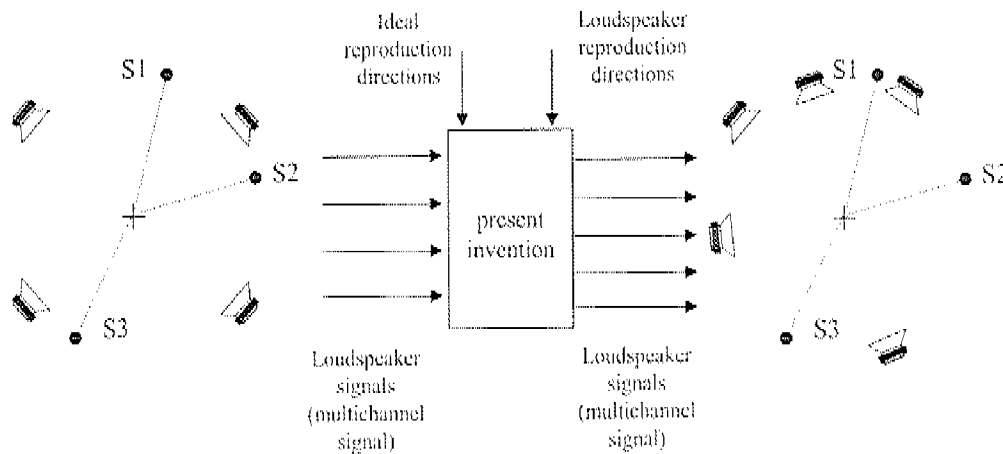 Ideal
reproduction
directions
Loudspeaker
reproduction
directions
S1
S2
S3
present
invention
S1
S2
S3
Loudspeaker
signals
(multichannel
signal)
Loudspeaker
signals
(multichannel
signal)